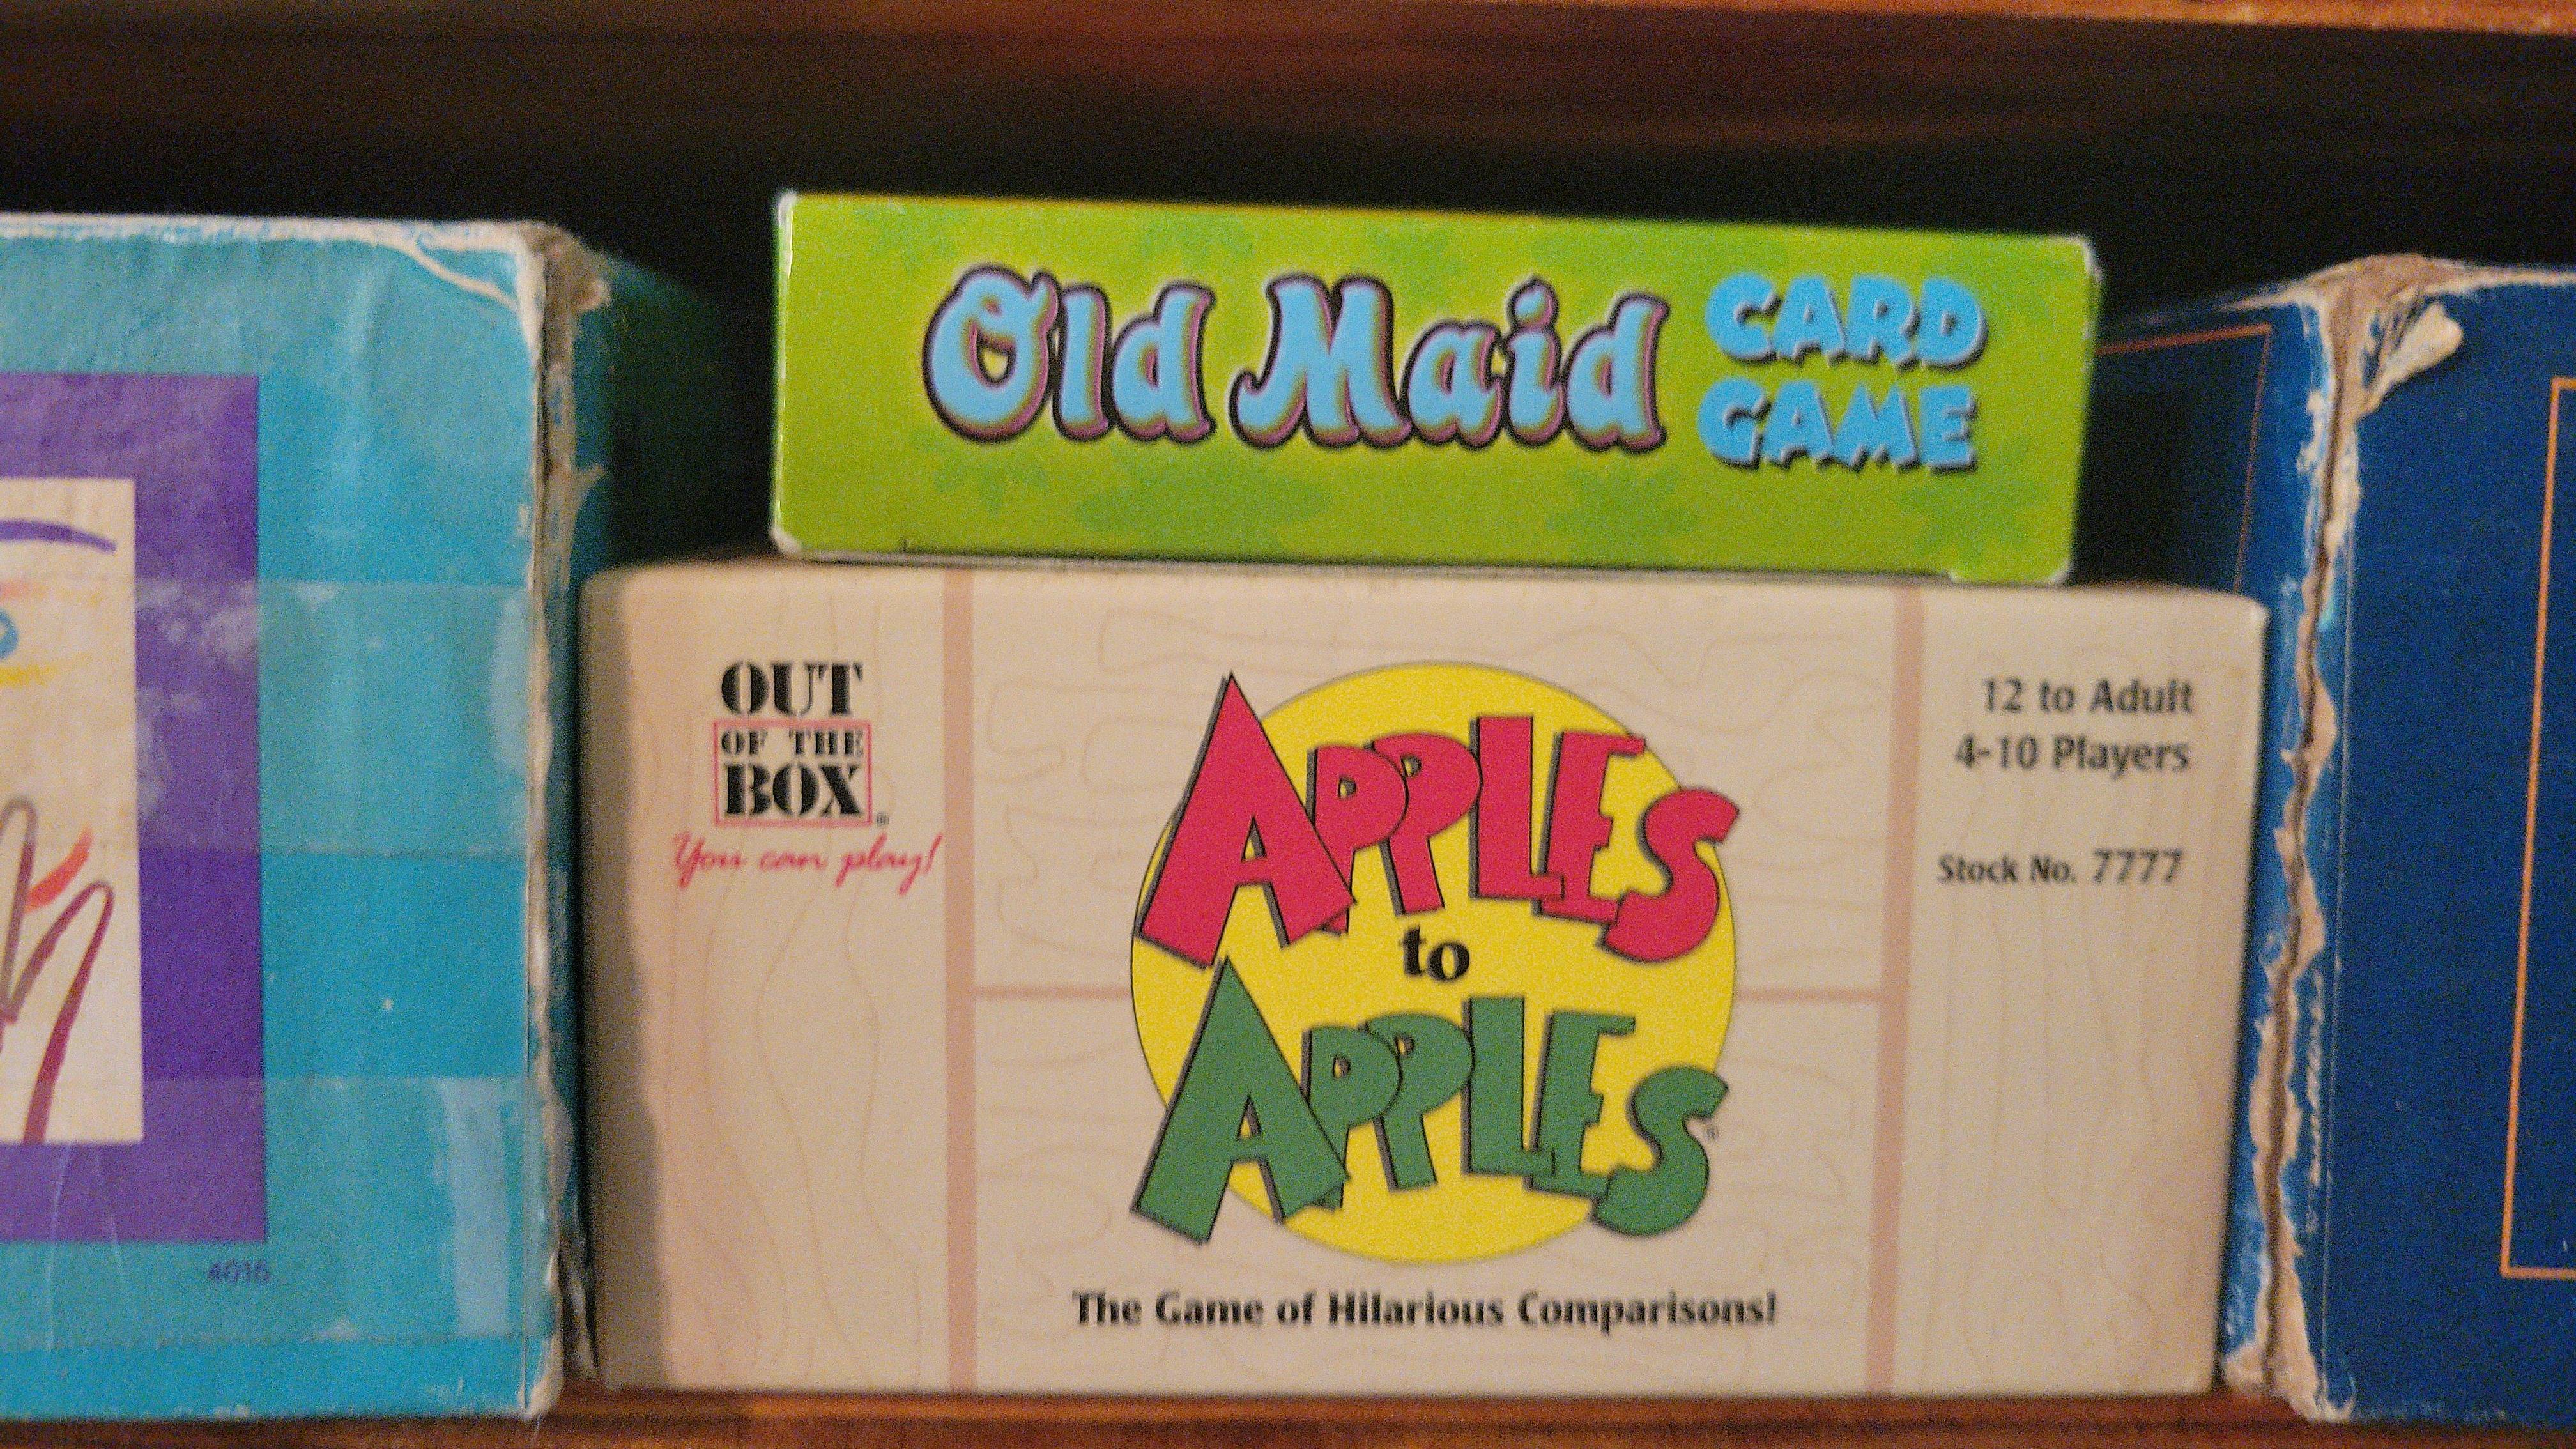 Old Maid CARD
GAME
OUT
OF THE
BOX
You can play!
APPLES
to
APPLES
The Game of Hilarious Comparisons!
12 to Adult
4-10 Players
Stock No. 7777
4015